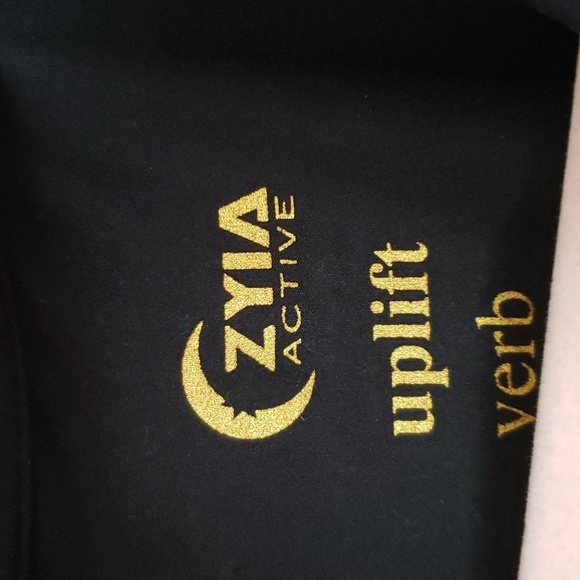 ZYIA
ACTIVE
uplift
verb